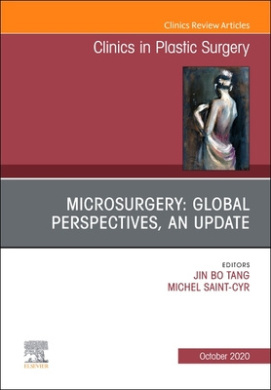 Clinics Review Articles
Clinics in Plastic Surgery
MICROSURGERY: GLOBAL
PERSPECTIVES, AN UPDATE
EDITORS
JIN BO TANG
MICHEL SAINT-CYR
ELSEVIER
October 2020